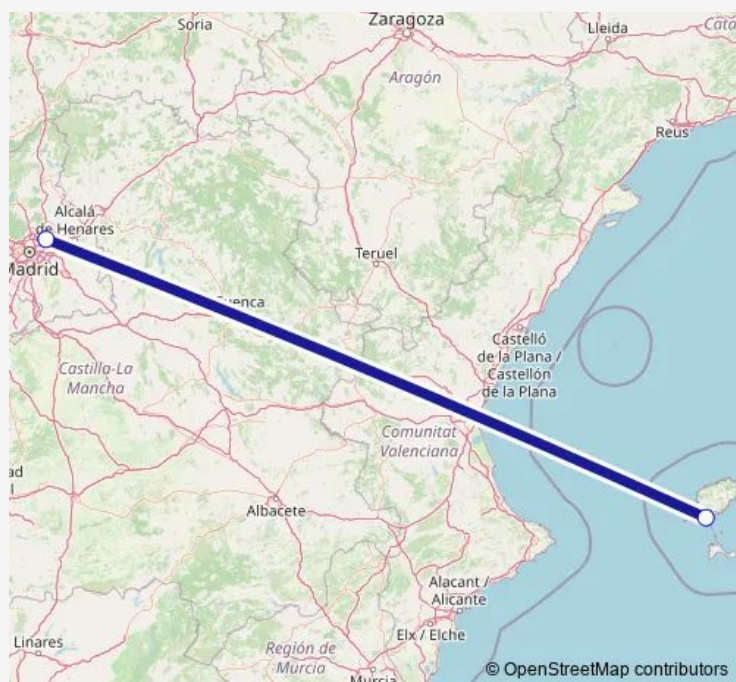 Soria
Zaragoza
Lleida
Cata
Aragón
Reus
Alcalá
de Henares
Madrid
Teruel
Cuenca
Castelló
de la Plana /
Castellón
de la Plana
Castilla-La
Mancha
Comunitat
Valenciana
ad
l
Albacete
Alacant /
Alicante
Elx / Elche
Linares
Región de
Murcia
Murcia
© OpenStreetMap contributors